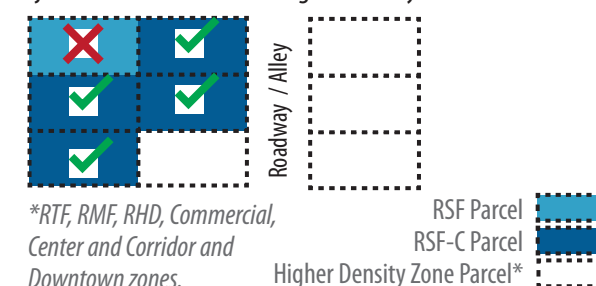 Roadway / Alley
*RTF, RMF, RHD, Commercial,
Center and Corridor and
Downtown zones.
RSF Parcel
RSF-C Parcel
Higher Density Zone Parcel*